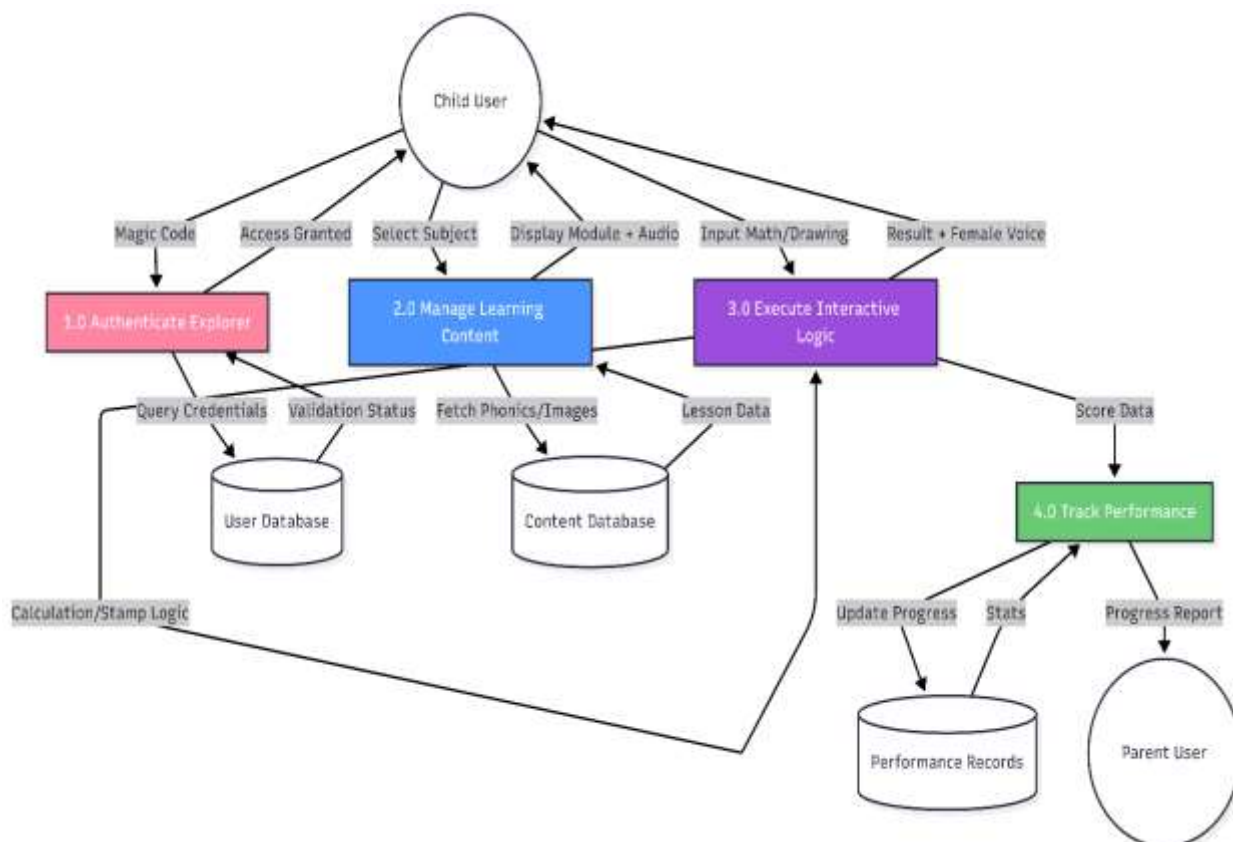 Child User
Magic Code
Access Granted
Select Subject
Display Module + Audio
Input Math/Drawing
Result + Female Voice
1.0 Authenticate Explorer
2.0 Manage Learning
Content
3.0 Execute Interactive
Logic
Query Credentials
Validation Status
Fetch Phonics/Images
Lesson Data
Score Data
User Database
Content Database
4.0 Track Performance
Calculation/Stamp Logic
Update Progress
Stats
Progress Report
Performance Records
Parent User